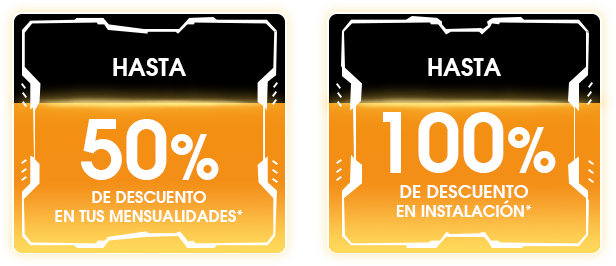 HASTA
50%
DE DESCUENTO
EN TUS MENSUALIDADES*
HASTA
100%
DE DESCUENTO
EN INSTALACIÓN*